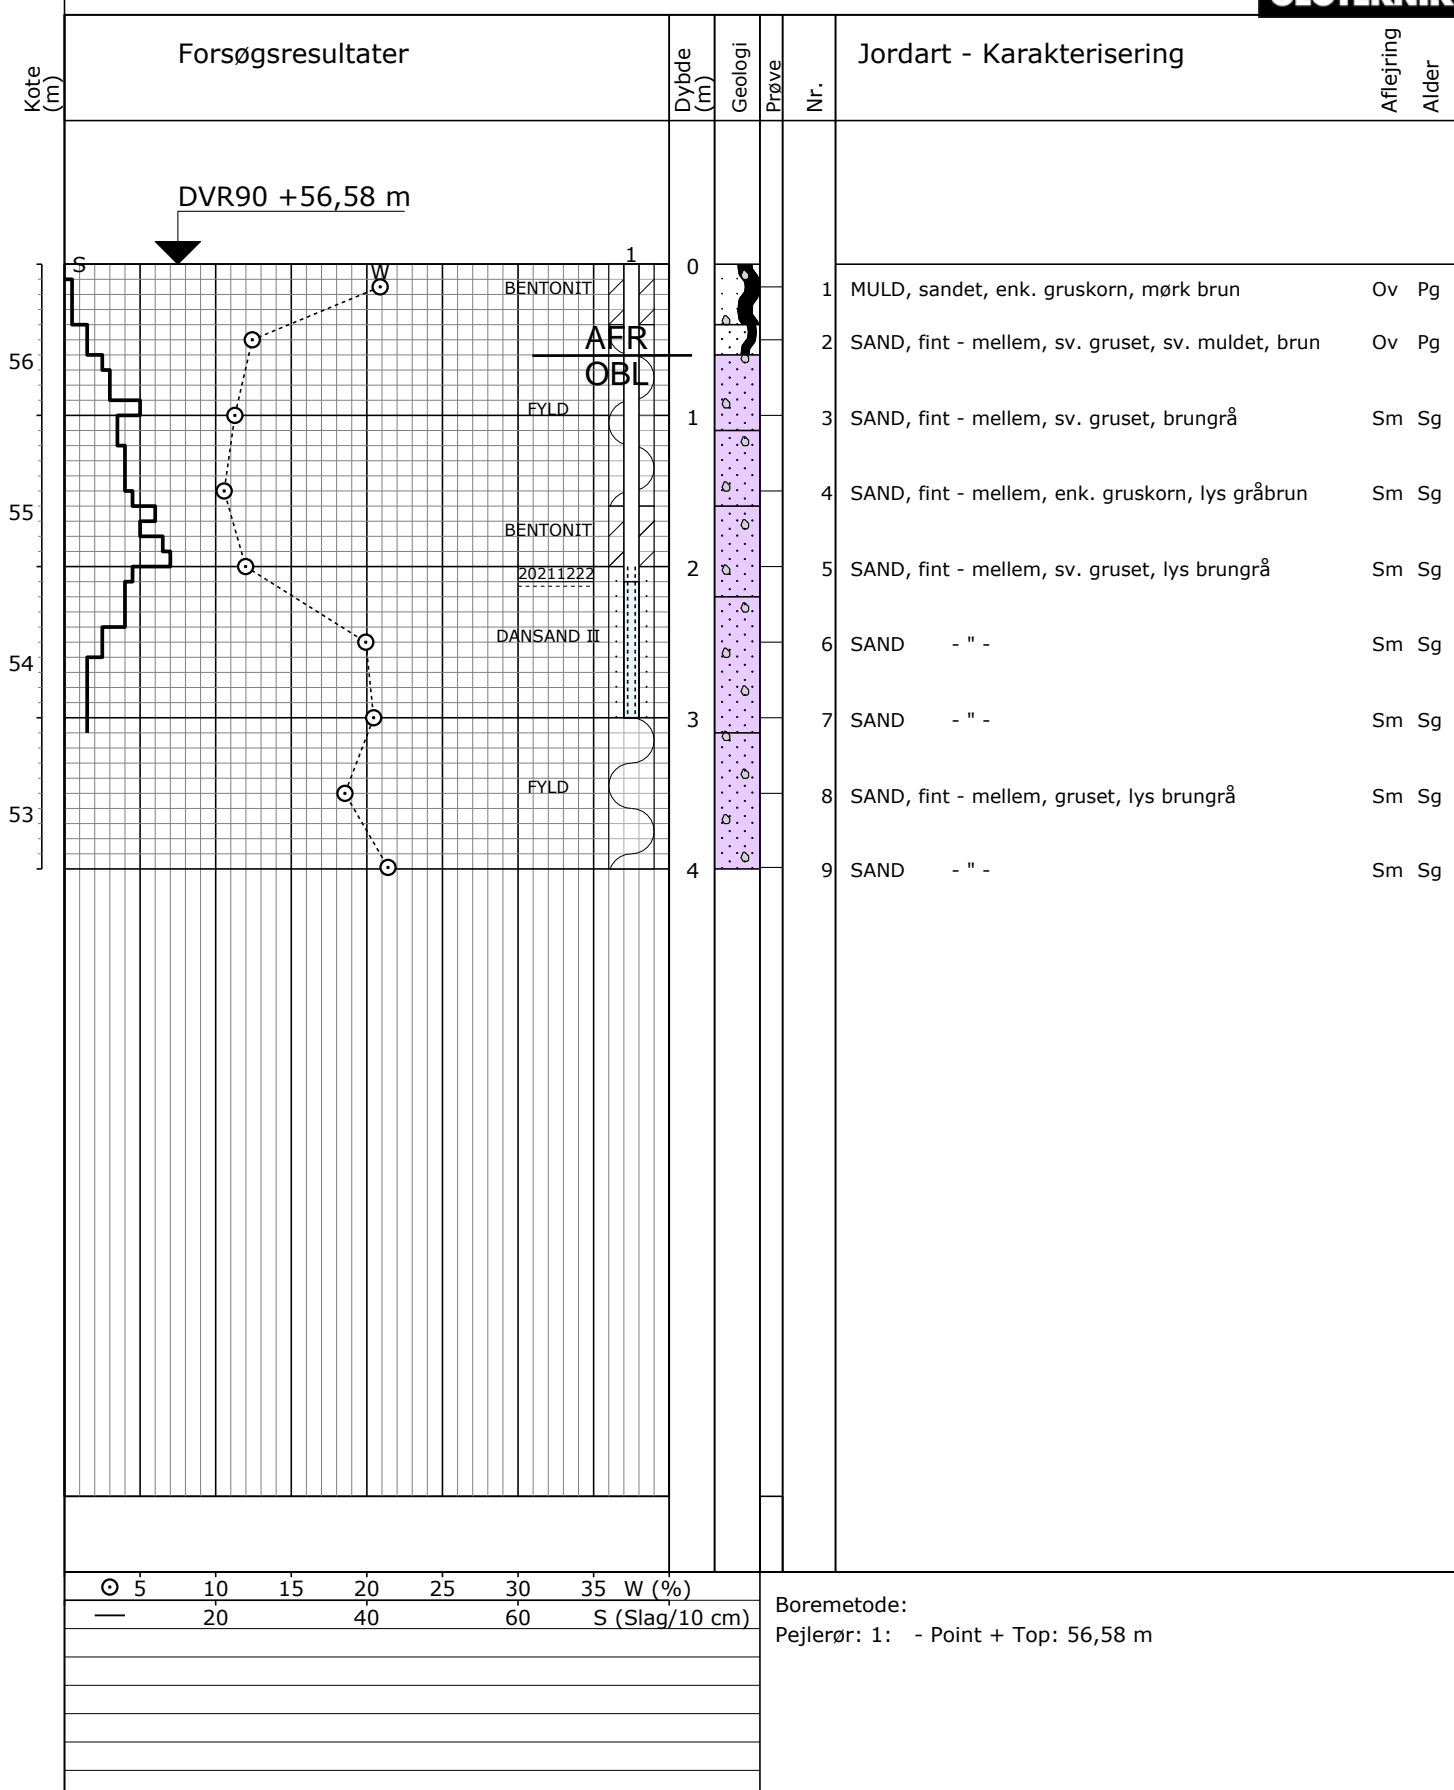 Kote (m)
Forsøgsresultater
Dybde (m)
Geologi
Prøve
Nr.
Jordart - Karakterisering
Aflejring
Alder
DVR90 +56,58 m
S
W
1
0
BENTONIT
1 MULD, sandet, enk. gruskorn, mørk brun Ov Pg
AFR
2 SAND, fint - mellem, sv. gruset, sv. muldet, brun Ov Pg
56
OBL
FYLD
1
3 SAND, fint - mellem, sv. gruset, brungrå Sm Sg
4 SAND, fint - mellem, enk. gruskorn, lys gråbrun Sm Sg
55
BENTONIT
20211222
2
5 SAND, fint - mellem, sv. gruset, lys brungrå Sm Sg
DANSAND II
6 SAND - " - Sm Sg
54
3
7 SAND - " - Sm Sg
FYLD
8 SAND, fint - mellem, gruset, lys brungrå Sm Sg
53
4
9 SAND - " - Sm Sg
5 10 15 20 25 30 35 W (%)
20 40 60 S (Slag/10 cm)
Boremetode:
Pejlerør: 1: - Point + Top: 56,58 m